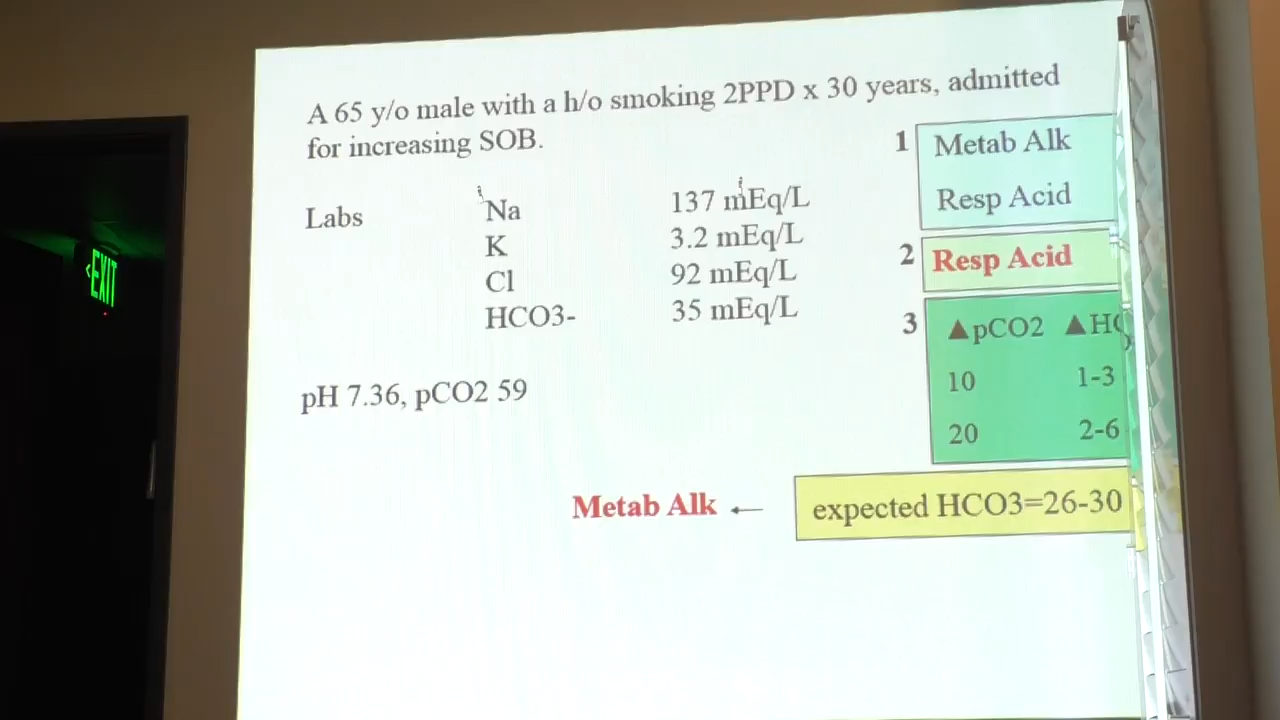 A 65 y/o male with a h/o smoking 2PPD x 30 years, admitted
for increasing SOB.
1 Metab Alk
Resp Acid
Labs Na 137 mEq/L
K 3.2 mEq/L
Cl 92 mEq/L
HCO3- 35 mEq/L
2 Resp Acid
3 ▲pCO2
10 1-3
20 2-6
pH 7.36, pCO2 59
Metab Alk ← expected HCO3=26-30
EXIT